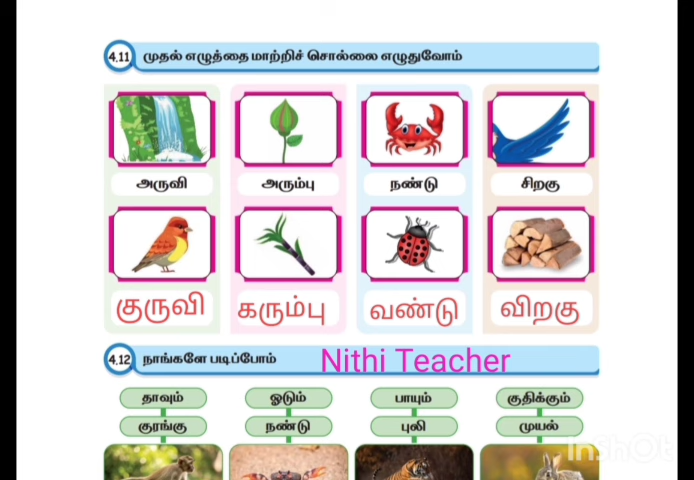 4.11 முதல் எழுத்தை மாற்றிச் சொல்லை எழுதுவோம்
அருவி அரும்பு நண்டு சிறகு
குருவி கரும்பு வண்டு விறகு
4.12 நாங்களே படிப்போம் Nithi Teacher
தாவும் ஓடும் பாயும் குதிக்கும்
குரங்கு நண்டு புலி முயல்
InShOt